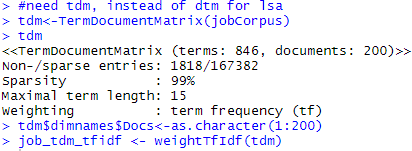 > #need tdm, instead of dtm for lsa
> tdm<-TermDocumentMatrix(jobCorpus)
> tdm
<<TermDocumentMatrix (terms: 846, documents: 200)>>
Non-/sparse entries: 1818/167382
Sparsity           : 99%
Maximal term length: 15
Weighting          : term frequency (tf)
> tdm$dimnames$Docs<-as.character(1:200)
> job_tdm_tfidf <- weightTfIdf(tdm)